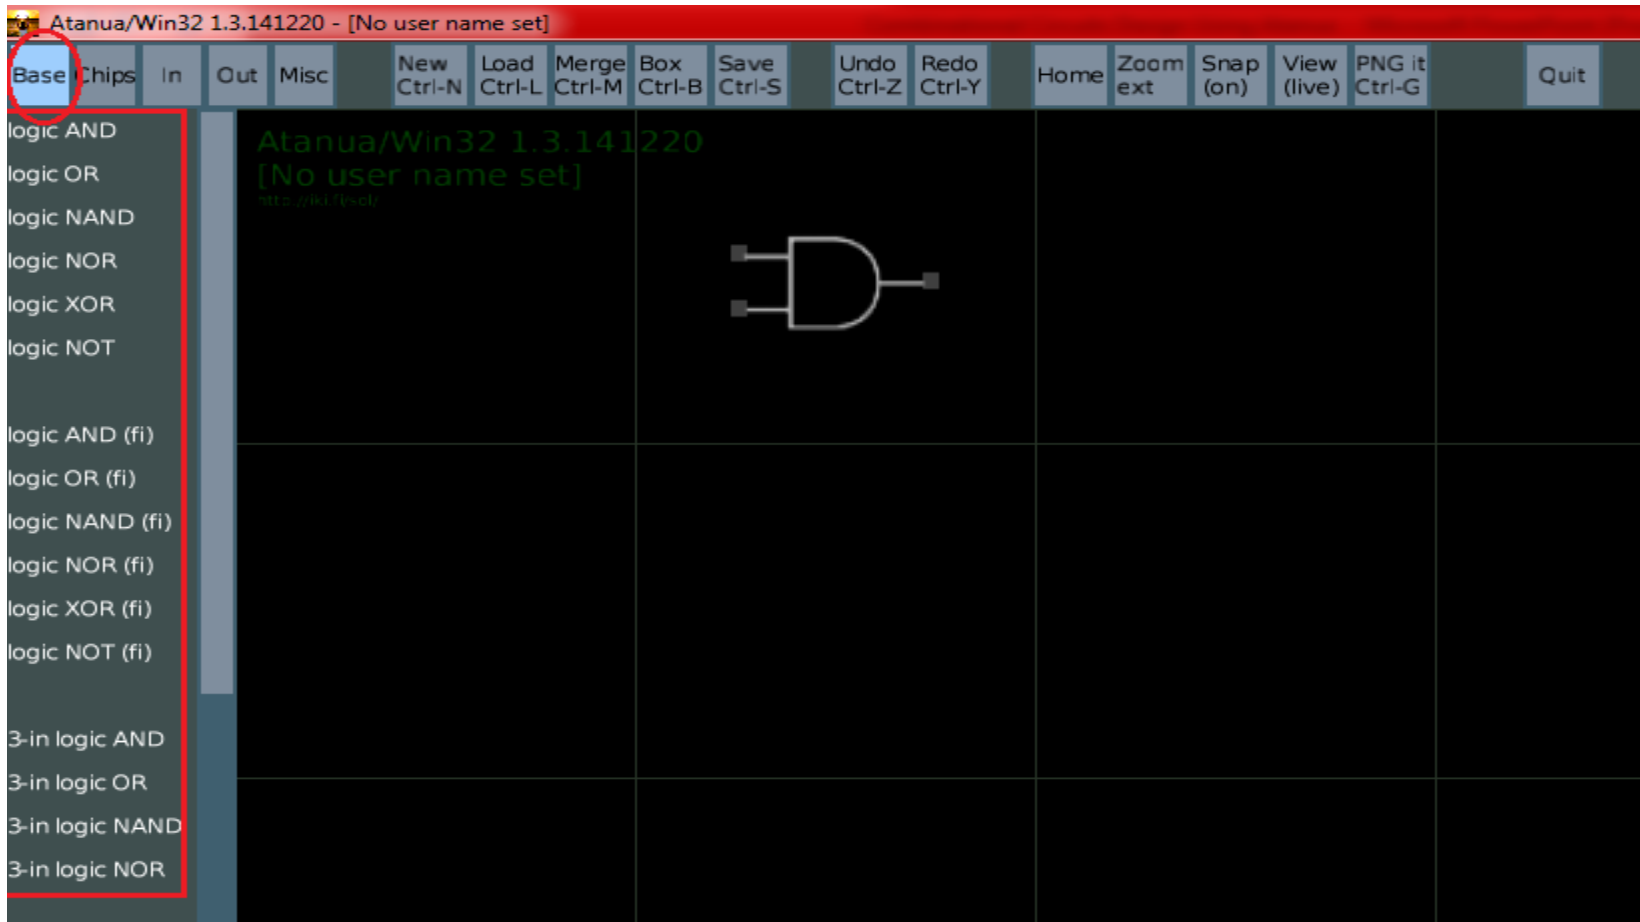 Atanua/Win32 1.3.141220 - [No user name set]
Base Chips In Out Misc
New Ctrl-N
Load Ctrl-L
Merge Ctrl-M
Box Ctrl-B
Save Ctrl-S
Undo Ctrl-Z
Redo Ctrl-Y
Home
Zoom ext
Snap (on)
View (live)
PNG it Ctrl-G
Quit
logic AND
logic OR
logic NAND
logic NOR
logic XOR
logic NOT
logic AND (fi)
logic OR (fi)
logic NAND (fi)
logic NOR (fi)
logic XOR (fi)
logic NOT (fi)
3-in logic AND
3-in logic OR
3-in logic NAND
3-in logic NOR
Atanua/Win32 1.3.141220
[No user name set]
http://iki.fi/sol/